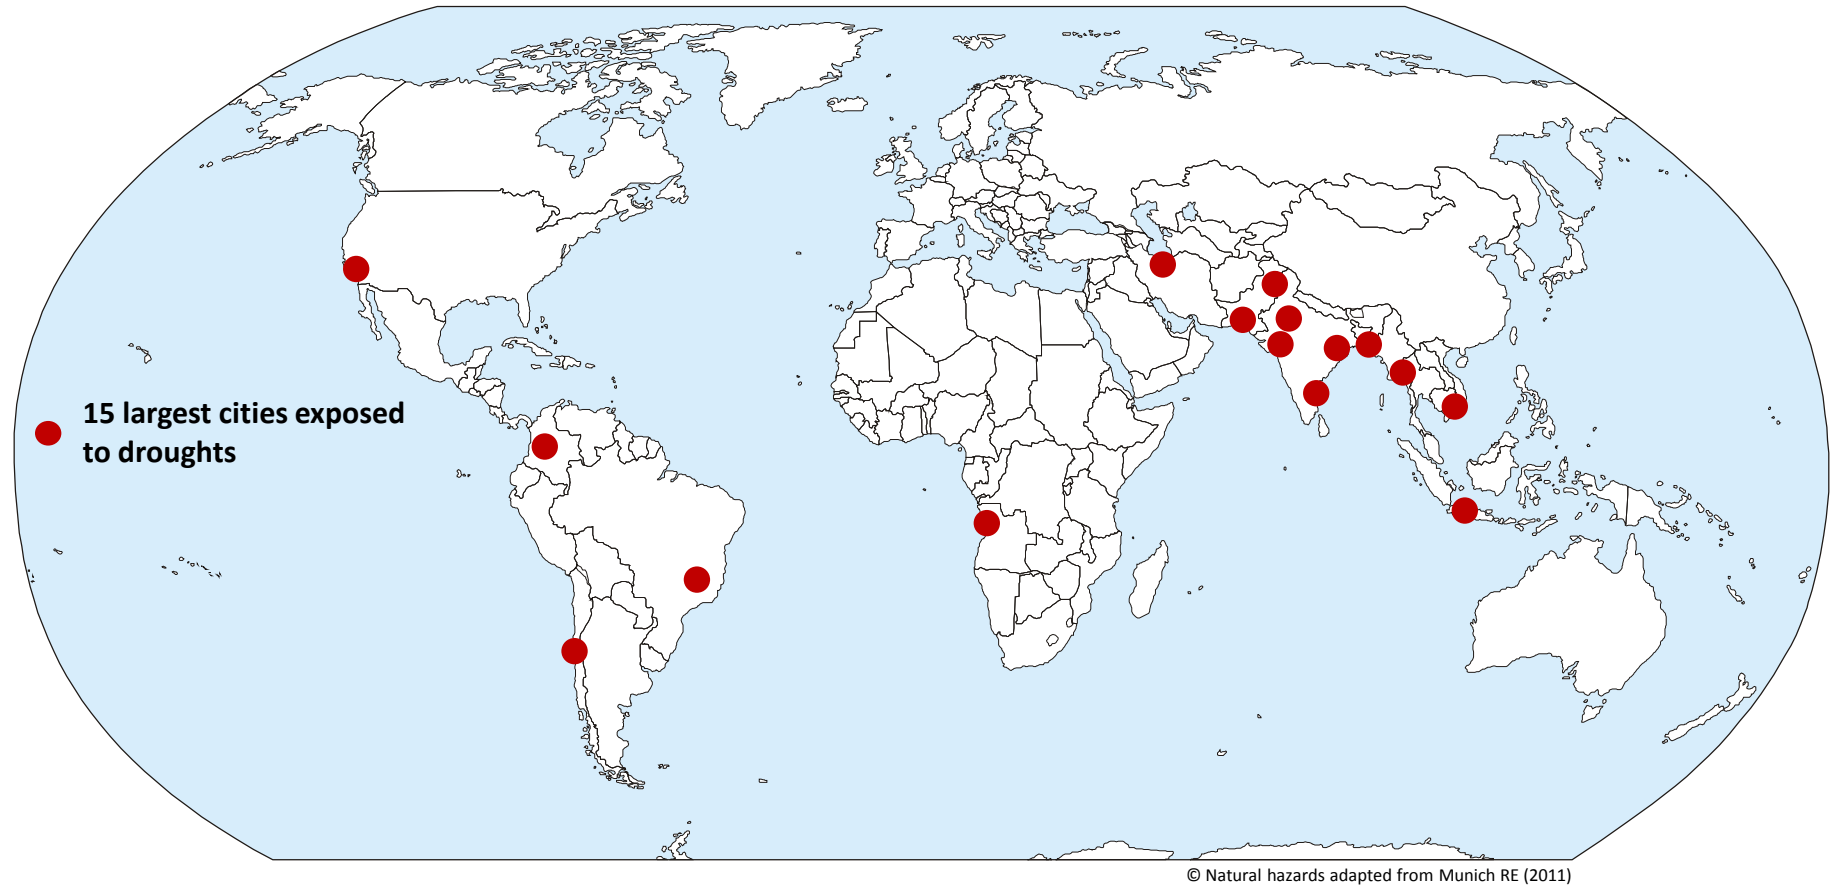 15 largest cities exposed
to droughts
© Natural hazards adapted from Munich RE (2011)